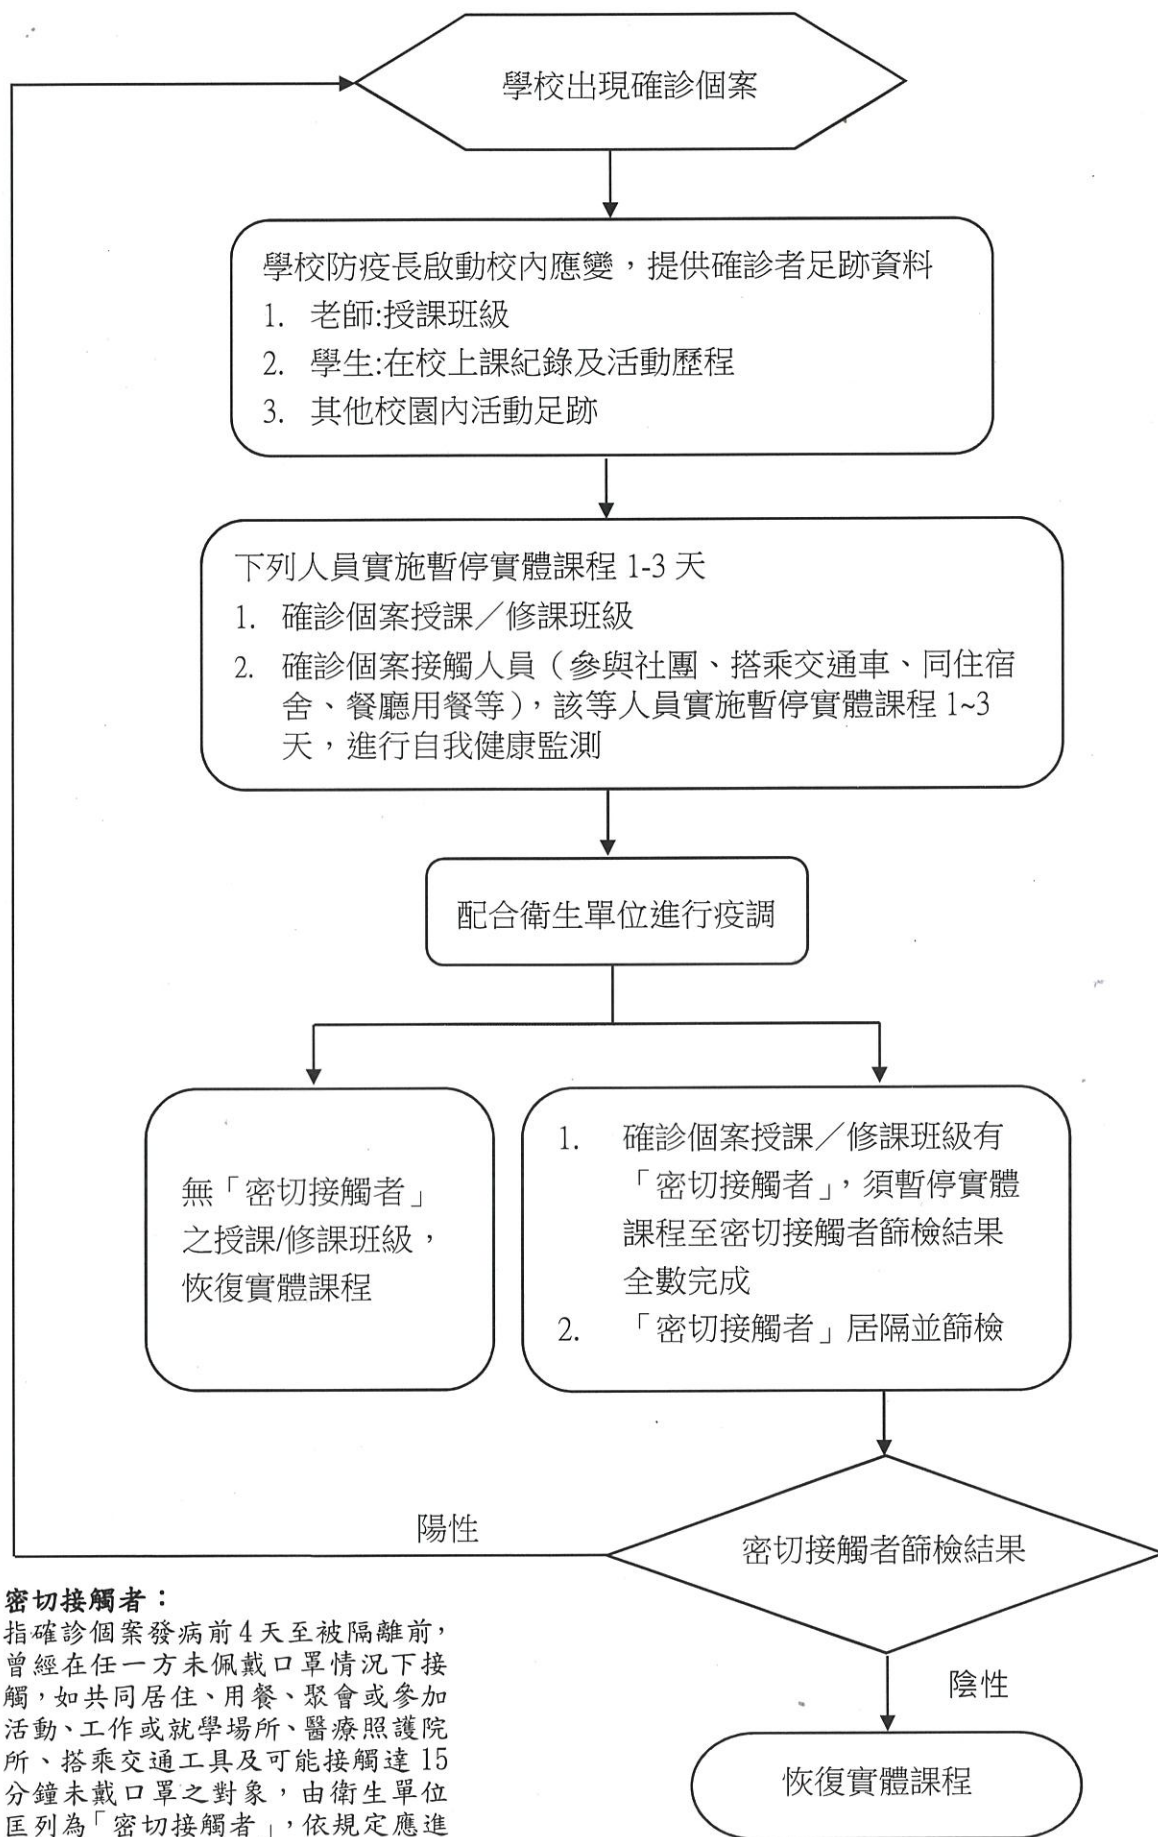 學校出現確診個案
學校防疫長啟動校內應變，提供確診者足跡資料
1. 老師:授課班級
2. 學生:在校上課紀錄及活動歷程
3. 其他校園內活動足跡
下列人員實施暫停實體課程 1-3 天
1. 確診個案授課／修課班級
2. 確診個案接觸人員（參與社團、搭乘交通車、同住宿
舍、餐廳用餐等），該等人員實施暫停實體課程 1~3
天，進行自我健康監測
配合衛生單位進行疫調
無「密切接觸者」
之授課/修課班級，
恢復實體課程
1. 確診個案授課／修課班級有
「密切接觸者」，須暫停實體
課程至密切接觸者篩檢結果
全數完成
2. 「密切接觸者」居隔並篩檢
陽性
密切接觸者篩檢結果
陰性
恢復實體課程
密切接觸者：
指確診個案發病前4天至被隔離前，
曾經在任一方未佩戴口罩情況下接
觸，如共同居住、用餐、聚會或參加
活動、工作或就學場所、醫療照護院
所、搭乘交通工具及可能接觸達 15
分鐘未戴口罩之對象，由衛生單位
匡列為「密切接觸者」，依規定應進